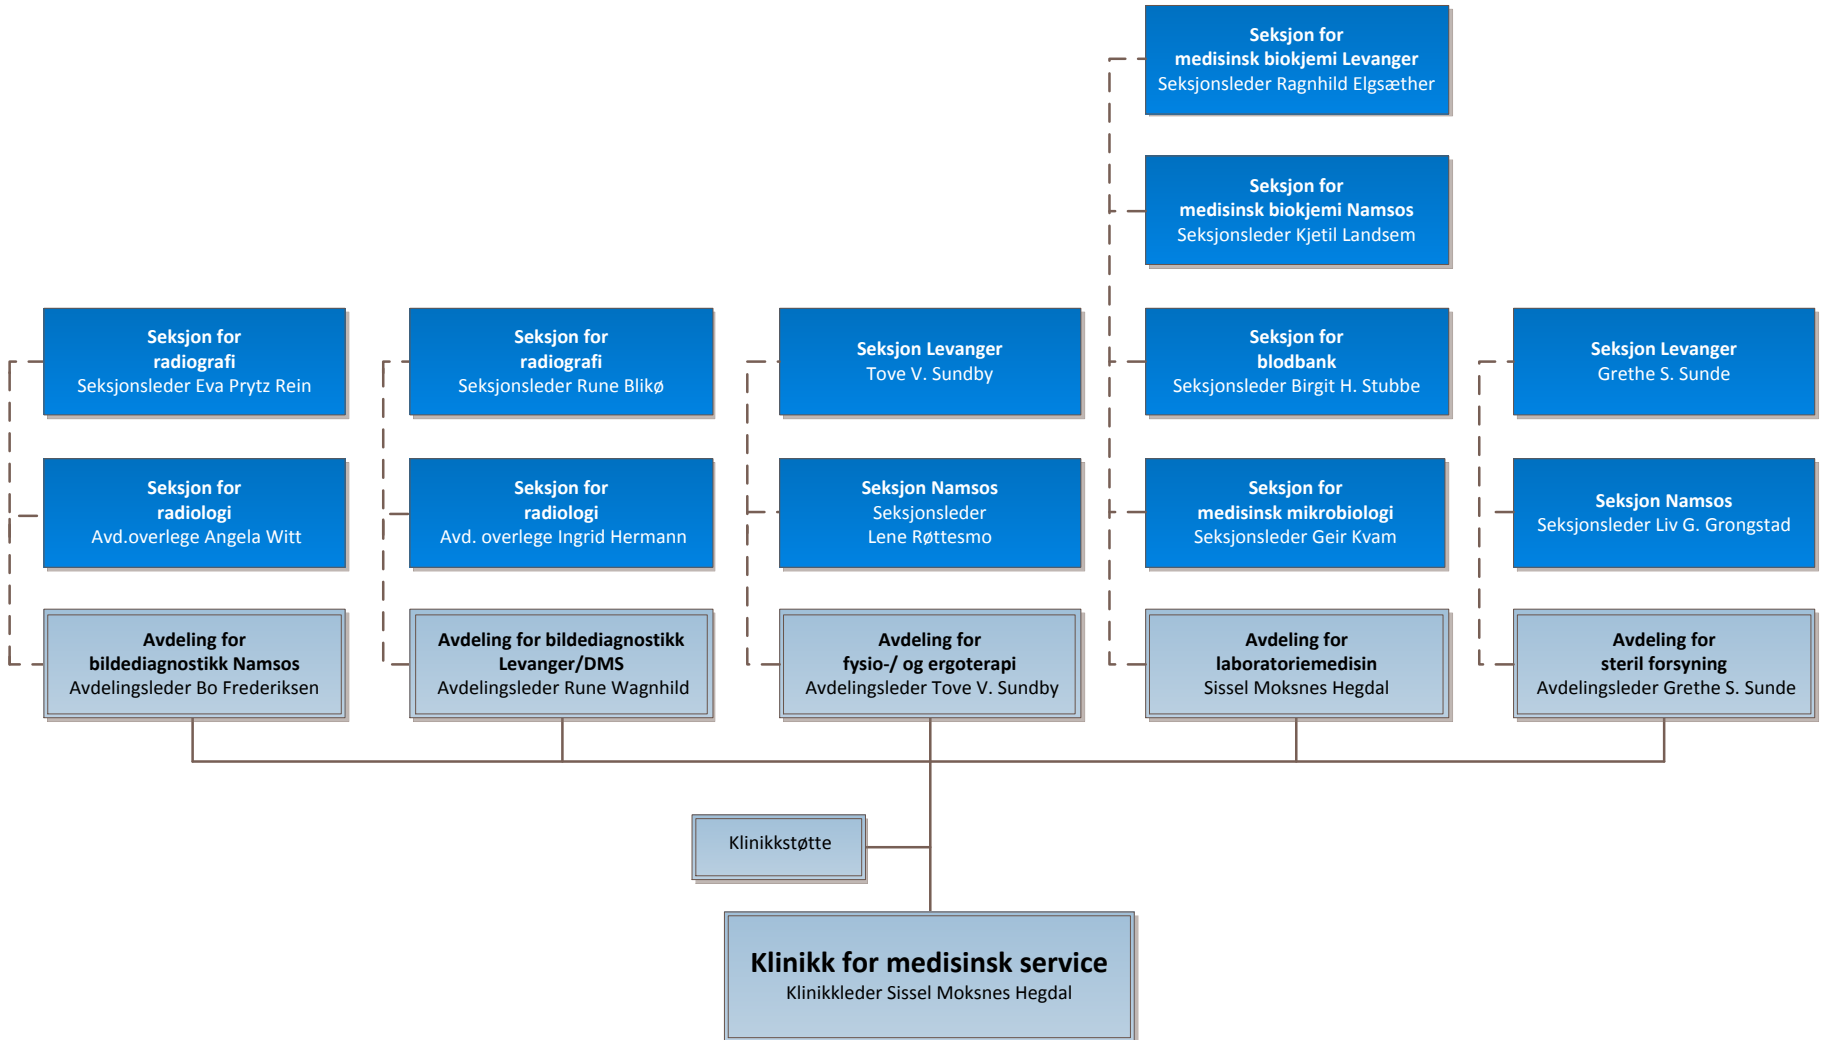 Seksjon for
medisinsk biokjemi Levanger
Seksjonsleder Ragnhild Elgsæther
Seksjon for
medisinsk biokjemi Namsos
Seksjonsleder Kjetil Landsem
Seksjon for
radiografi
Seksjonsleder Eva Prytz Rein
Seksjon for
radiografi
Seksjonsleder Rune Blikø
Seksjon Levanger
Tove V. Sundby
Seksjon for
blodbank
Seksjonsleder Birgit H. Stubbe
Seksjon Levanger
Grethe S. Sunde
Seksjon for
radiologi
Avd.overlege Angela Witt
Seksjon for
radiologi
Avd. overlege Ingrid Hermann
Seksjon Namsos
Seksjonsleder
Lene Røttesmo
Seksjon for
medisinsk mikrobiologi
Seksjonsleder Geir Kvam
Seksjon Namsos
Seksjonsleder Liv G. Grongstad
Avdeling for
bildediagnostikk Namsos
Avdelingsleder Bo Frederiksen
Avdeling for bildediagnostikk
Levanger/DMS
Avdelingsleder Rune Wagnhild
Avdeling for
fysio-/ og ergoterapi
Avdelingsleder Tove V. Sundby
Avdeling for
laboratoriemedisin
Sissel Moksnes Hegdal
Avdeling for
steril forsyning
Avdelingsleder Grethe S. Sunde
Klinikkstøtte
Klinikk for medisinsk service
Klinikkleder Sissel Moksnes Hegdal